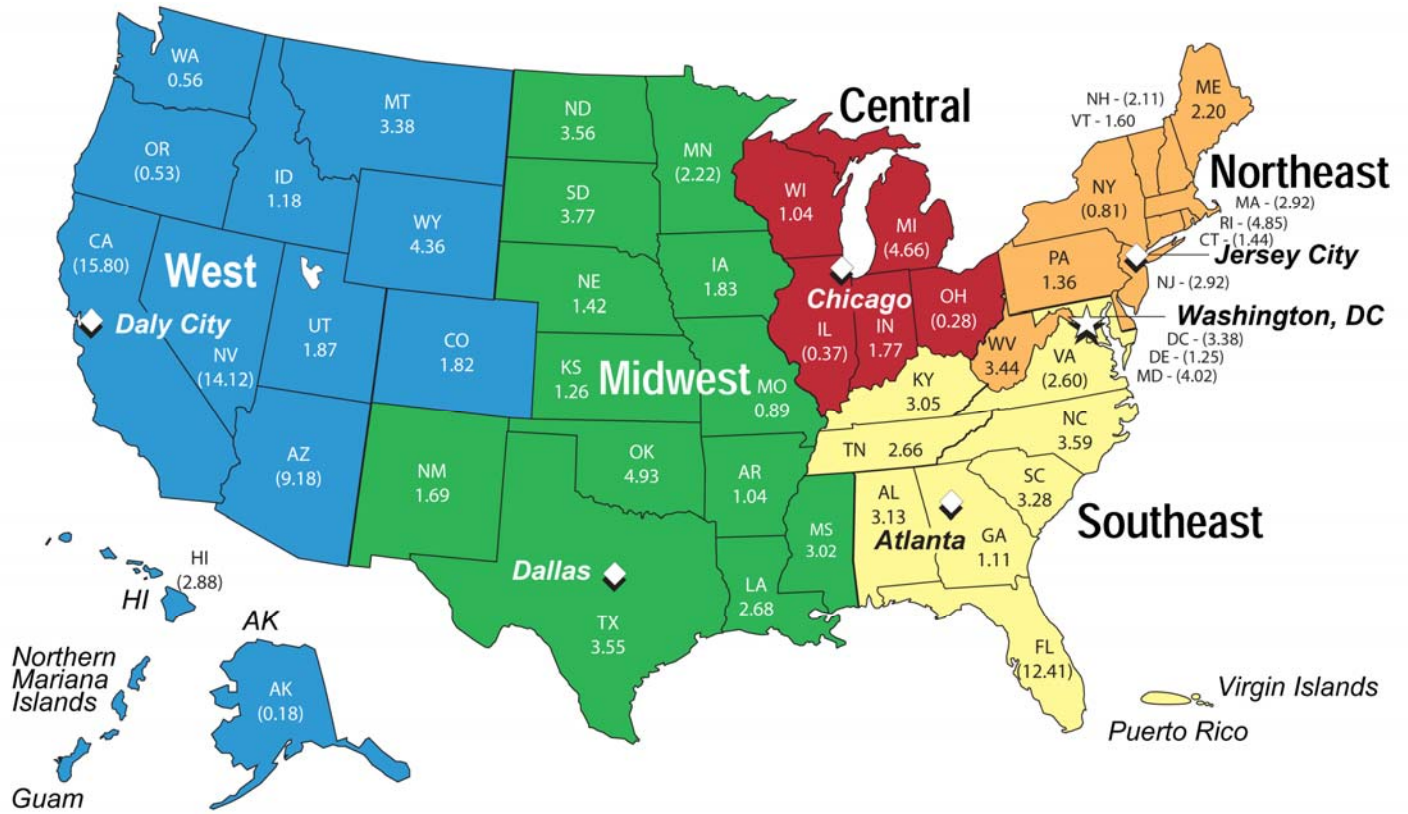 WA
0.56
MT
3.38
OR
(0.53)
ID
1.18
WY
4.36
CA
(15.80)
West
Daly City
NV
(14.12)
UT
1.87
CO
1.82
AZ
(9.18)
HI
(2.88)
HI
AK
AK
(0.18)
Northern
Mariana
Islands
Guam
ND
3.56
MN
(2.22)
SD
3.77
NE
1.42
IA
1.83
KS
1.26
Midwest
MO
0.89
NM
1.69
OK
4.93
AR
1.04
MS
3.02
Dallas
TX
3.55
LA
2.68
Central
WI
1.04
MI
(4.66)
Chicago
IL
(0.37)
IN
1.77
OH
(0.28)
NH - (2.11)
VT - 1.60
ME
2.20
Northeast
NY
(0.81)
MA - (2.92)
RI - (4.85)
CT - (1.44)
Jersey City
PA
1.36
NJ - (2.92)
Washington, DC
DC - (3.38)
DE - (1.25)
MD - (4.02)
WV
3.44
VA
(2.60)
KY
3.05
NC
3.59
TN 2.66
SC
3.28
AL
3.13
Atlanta
GA
1.11
Southeast
FL
(12.41)
Virgin Islands
Puerto Rico